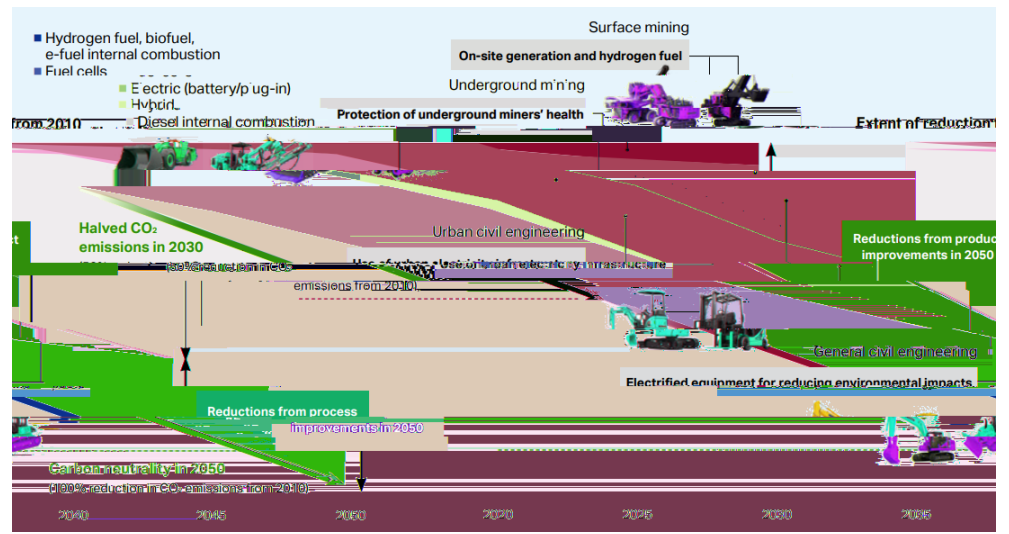 Surface mining
Hydrogen fuel, biofuel,
e-fuel internal combustion
On-site generation and hydrogen fuel
Fuel cells
Underground mining
Electric (battery/plug-in)
Hybrid
Protection of underground miners' health
Diesel internal combustion
from 2010
Extent of reduction
Halved CO₂
emissions in 2030
Urban civil engineering
Reductions from produc
improvements in 2050
emissions from 2010)
General civil engineering
Electrified equipment for reducing environmental impacts
Reductions from process
improvements in 2050
Carbon neutrality in 2050
(100% reduction in CO₂ emissions from 2010)
2040 2045 2050 2020 2025 2030 2035